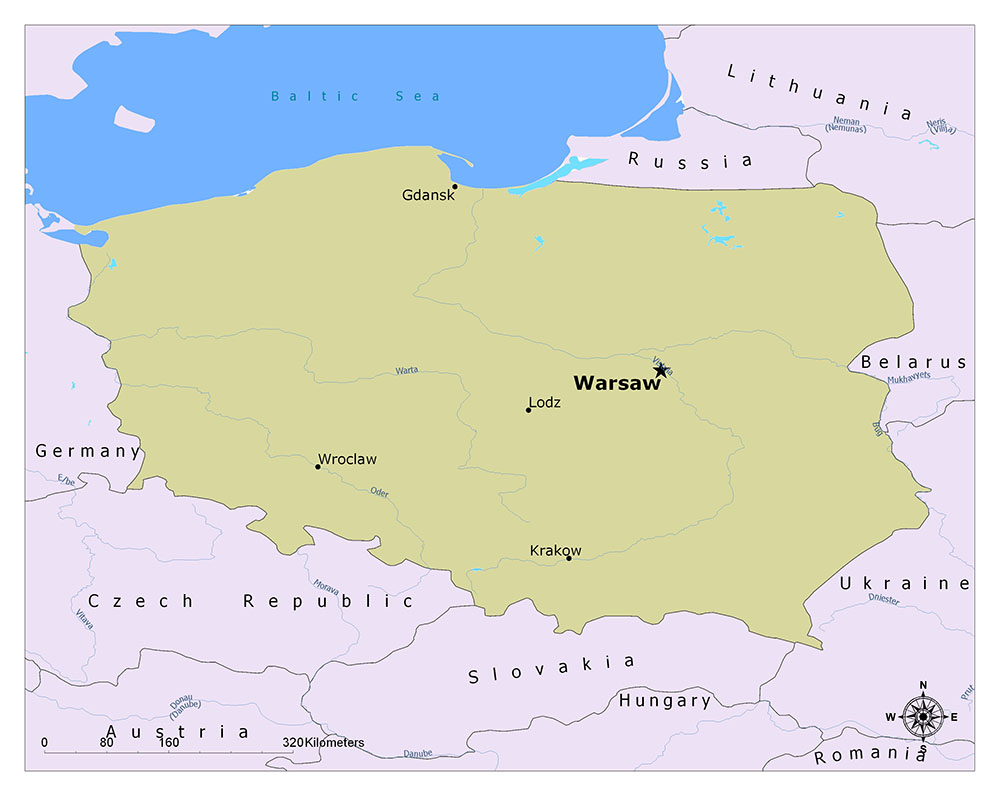 Lithuania
Baltic Sea
Neman
(Nemunas)
Neris
(Vilija)
Russia
Gdansk
Belarus
Vistula
Warsaw
Warta
Mukhavyets
Lodz
Bug
Germany
Wroclaw
Elbe
Oder
Krakow
Ukraine
Morava
Dniester
Czech Republic
Vltava
Slovakia
N
Prut
Hungary
Donau
(Danube)
W E
Austria
0 80 160 320 Kilometers
S
Danube
Romania